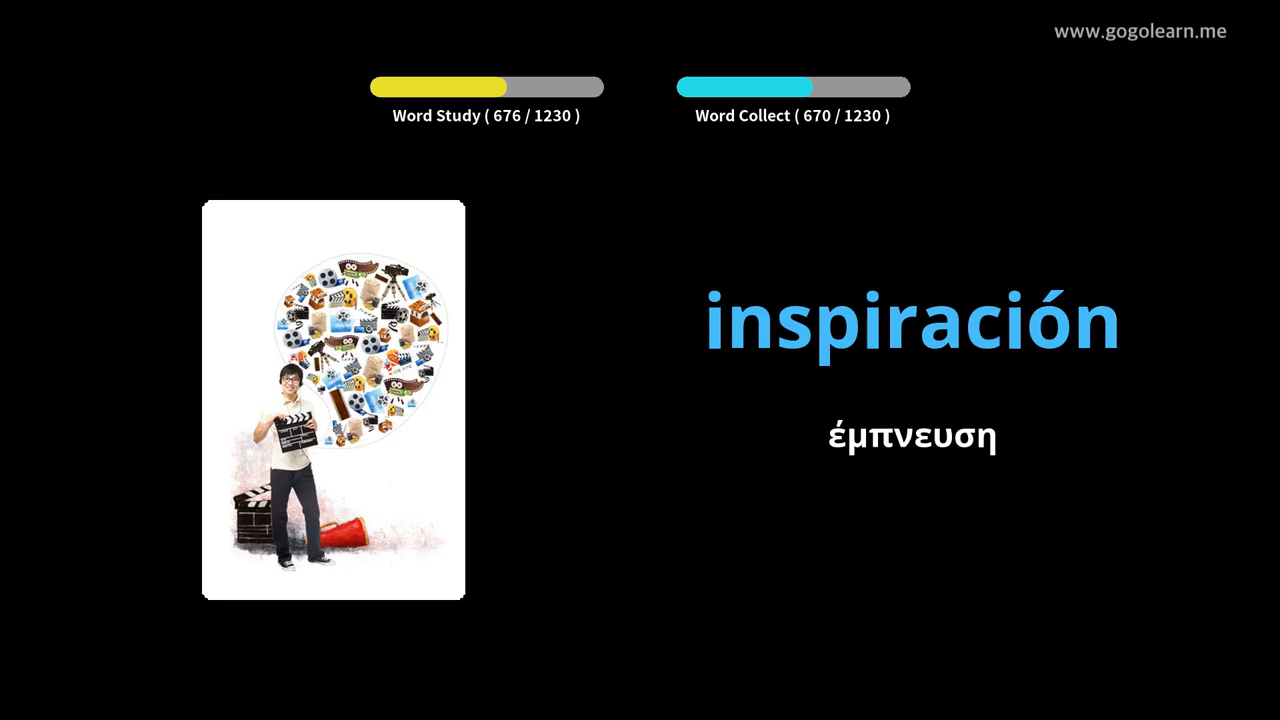 www.gogolearn.me
Word Study ( 676 / 1230 )
Word Collect ( 670 / 1230 )
inspiración
έμπνευση